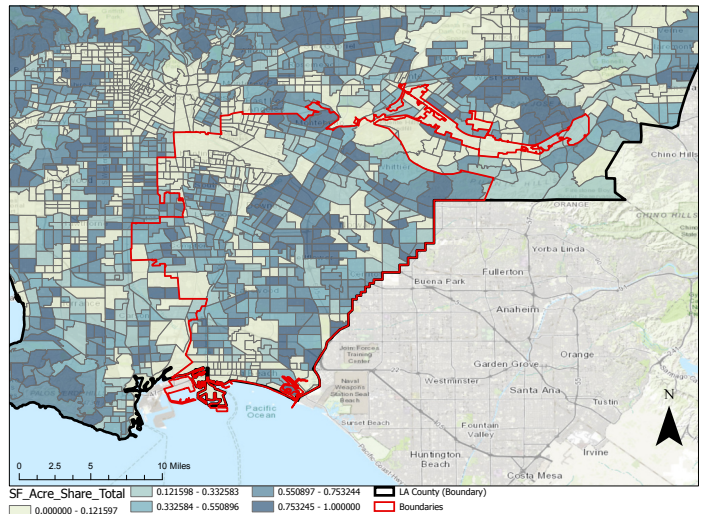 Chino Hills
ORANGE
CHINO HILLS
Yorba Linda
Buena Park
Fullerton
Anaheim
Joint Forces
Training
Center
Orange
Garden Grove
22
Naval
Weapons
Station Seal
Beach
Westminster
Santa Ana
Tustin
N
Pacific
Ocean
Sunset Beach
Fountain
Valley
Irvine
Huntington
Beach
Costa Mesa
0 2.5 5 10 Miles
SF_Acre_Share_Total
0.000000 - 0.121597
0.121598 - 0.332583
0.332584 - 0.550896
0.550897 - 0.753244
0.753245 - 1.000000
LA County (Boundary)
Boundaries